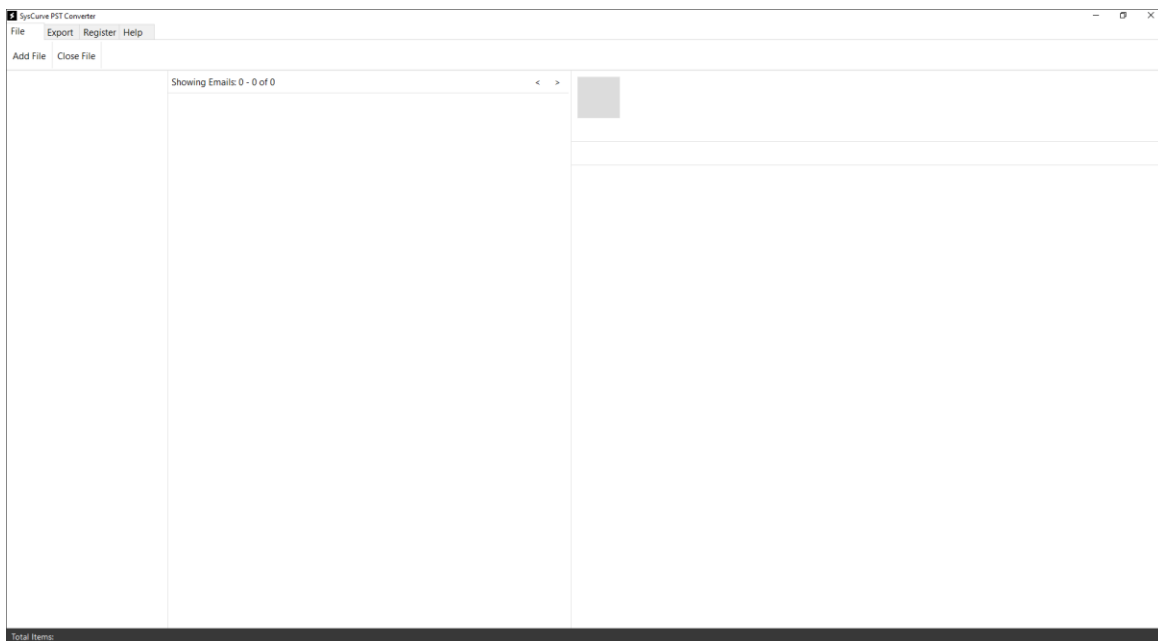 SysCurve PST Converter
File Export Register Help
Add File Close File
Showing Emails: 0 - 0 of 0 < >
Total Items: